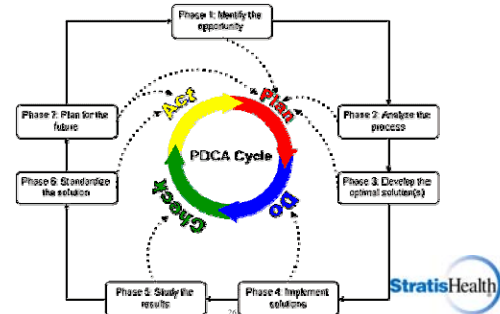 Phase 1: Identify the
opportunity
Phase 7: Plan for the
future
Act
Plan
Phase 2: Analyze the
process
PDCA Cycle
Phase 6: Standardize
the solution
Phase 3: Develop the
optimal solution(s)
Check
Do
Phase 5: Study the
results
Phase 4: Implement
solutions
StratisHealth